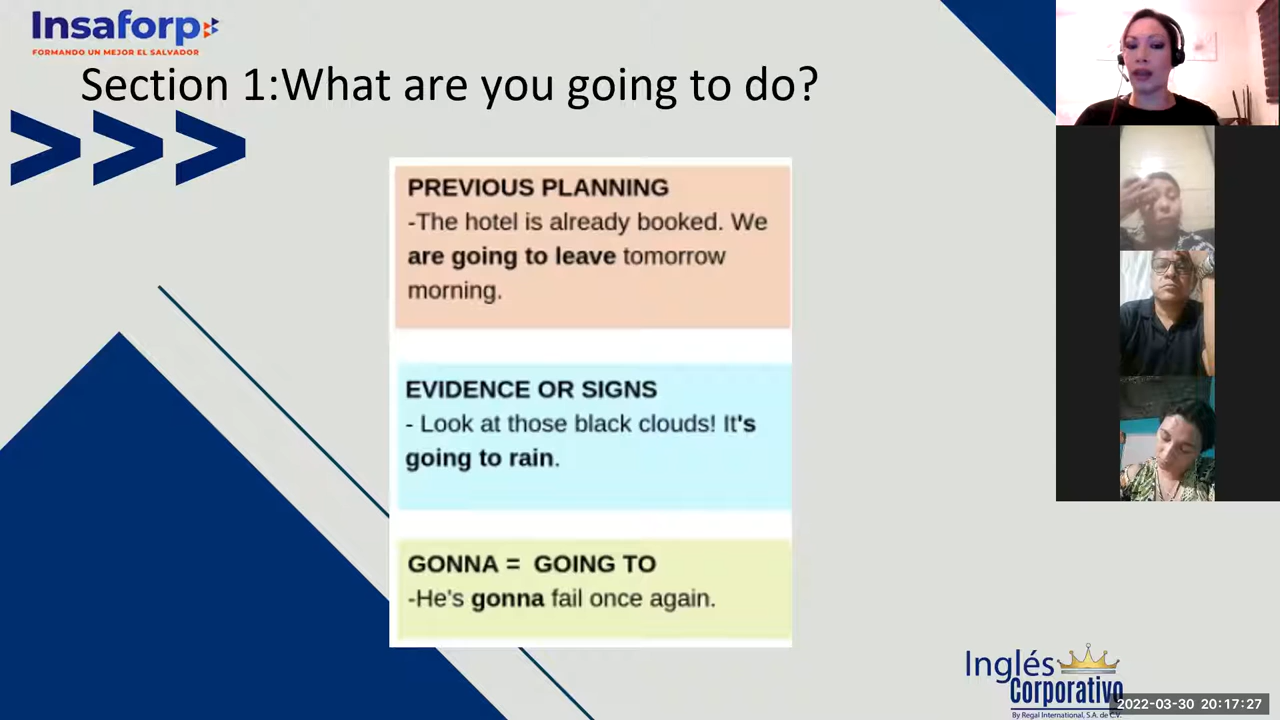 Insaforp
FORMANDO UN MEJOR EL SALVADOR
Section 1:What are you going to do?
>>>
PREVIOUS PLANNING
-The hotel is already booked. We
are going to leave tomorrow
morning.
EVIDENCE OR SIGNS
- Look at those black clouds! It's
going to rain.
GONNA = GOING TO
-He's gonna fail once again.
Inglés
Corporativo
By Regal International, S.A. de C.V.
2022-03-30 20:17:27